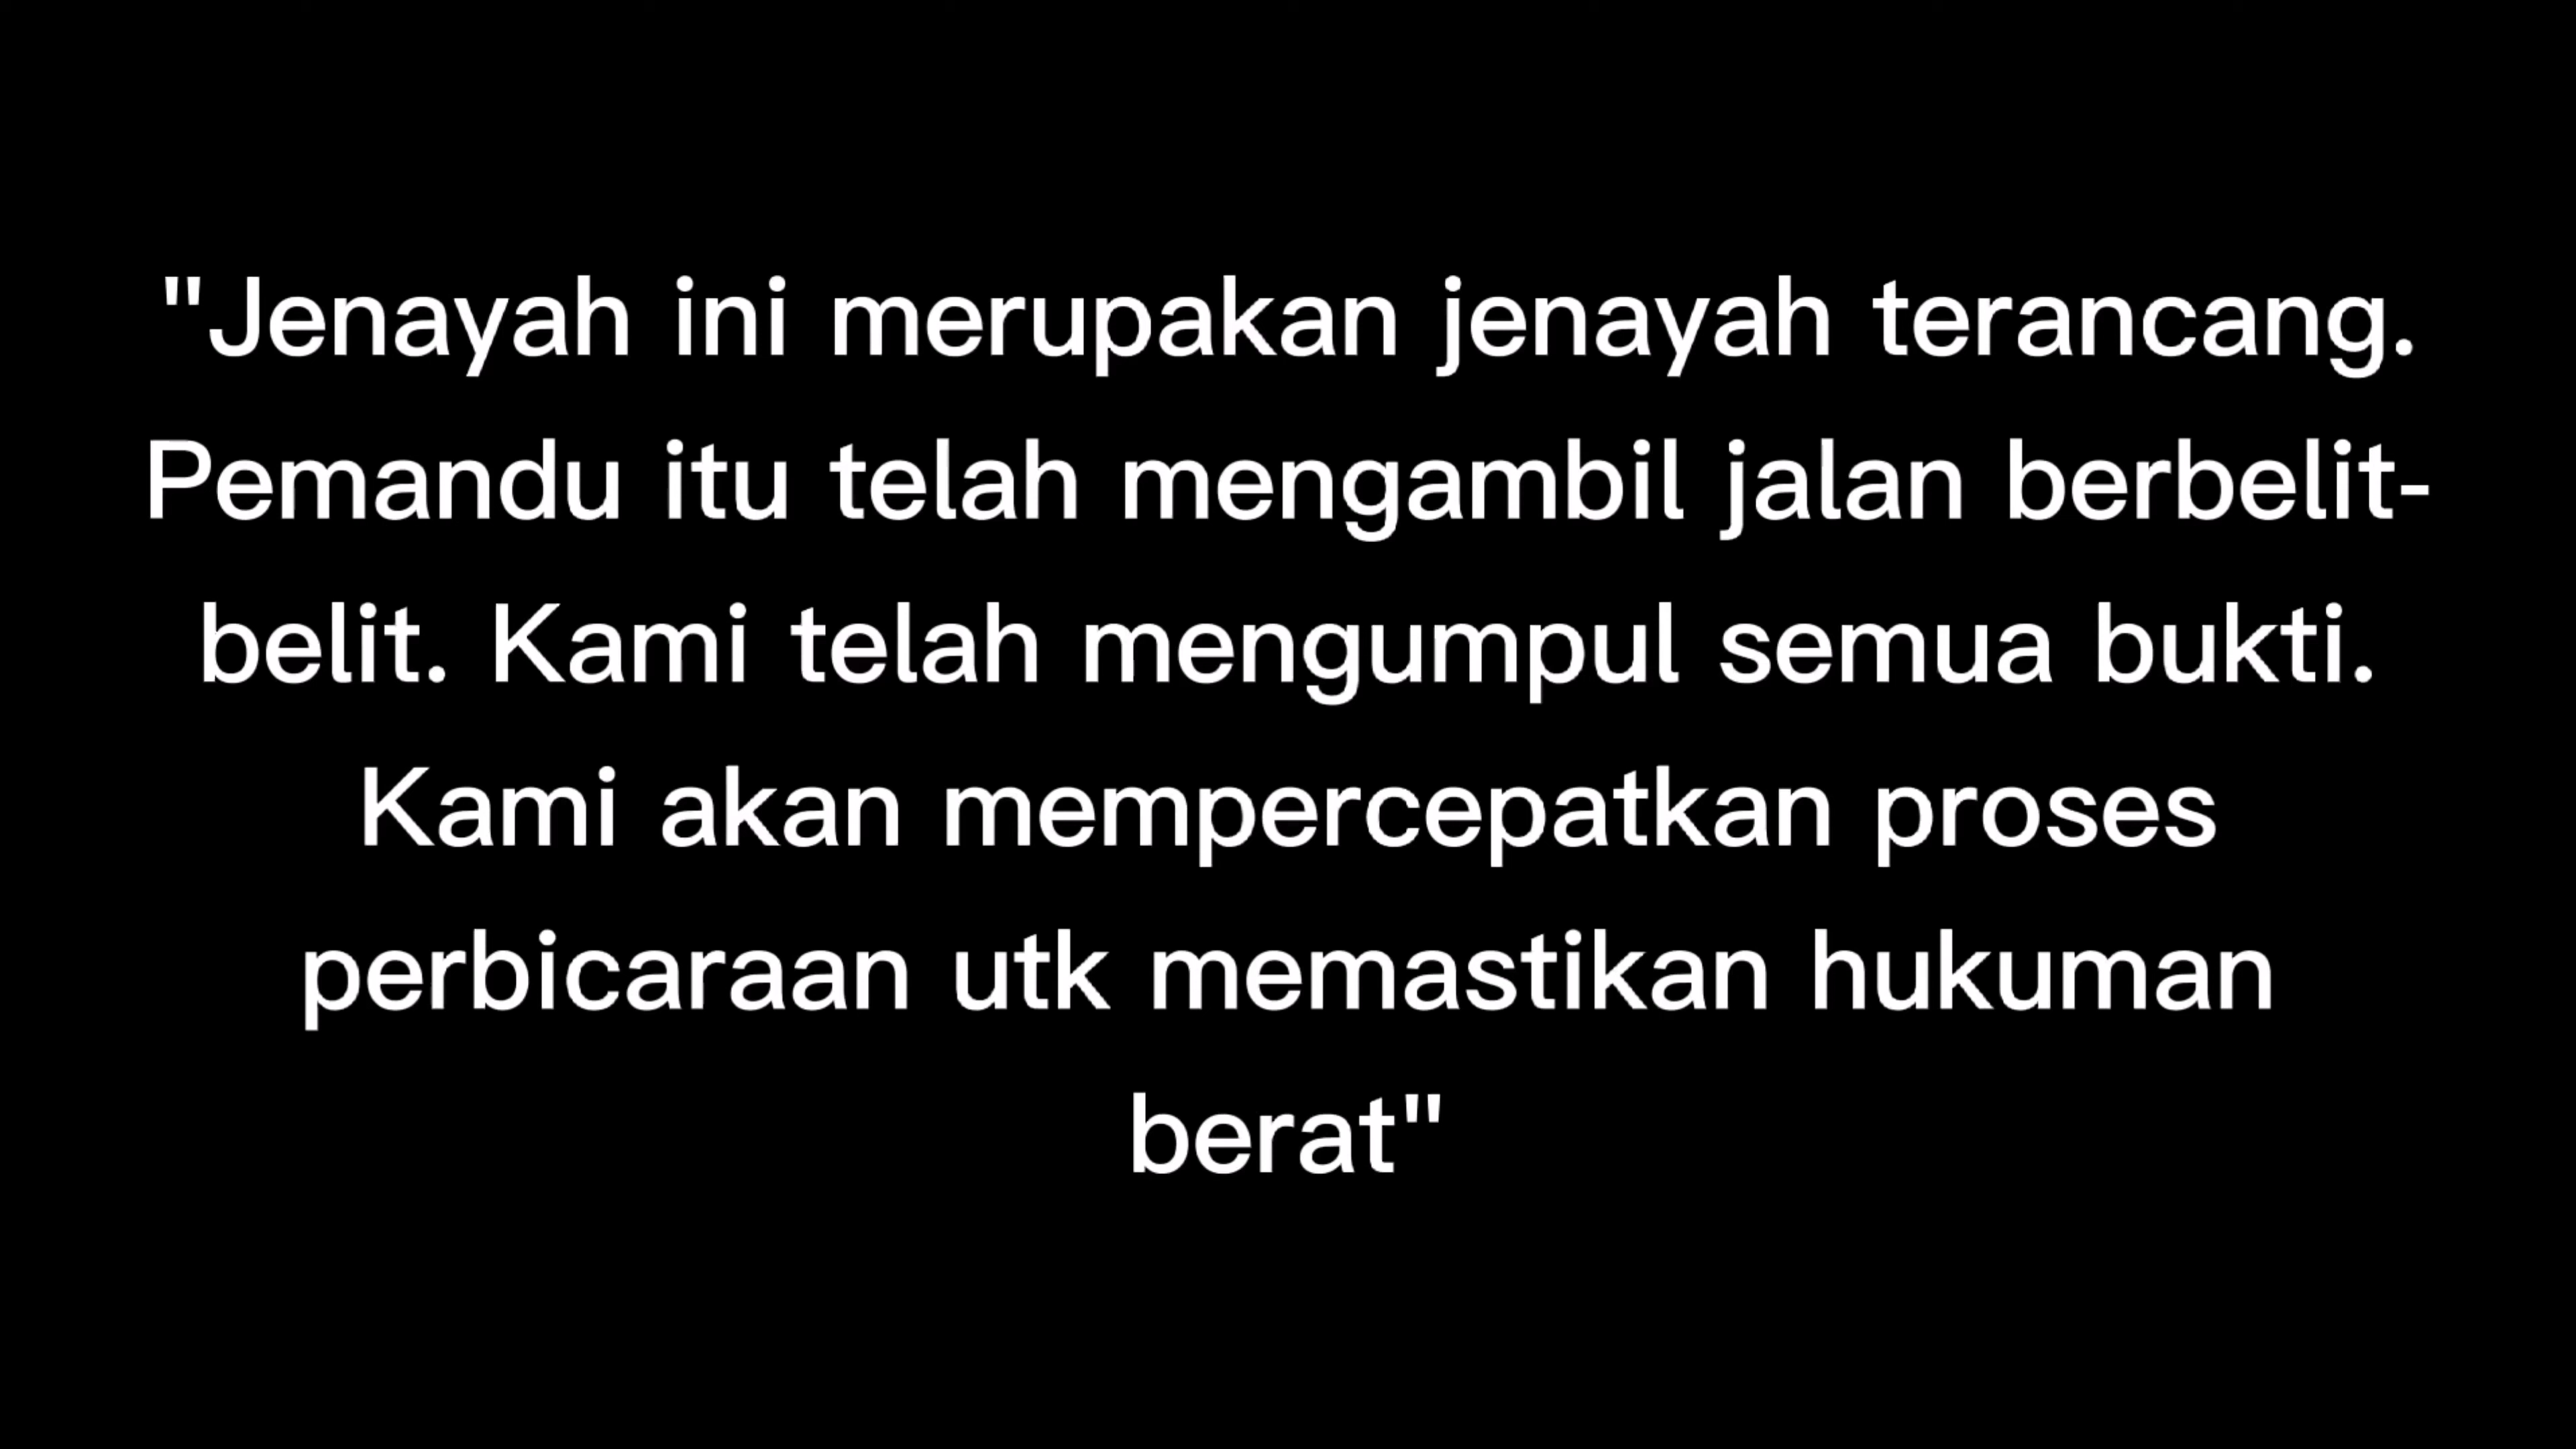 "Jenayah ini merupakan jenayah terancang.
Pemandu itu telah mengambil jalan berbelit-
belit. Kami telah mengumpul semua bukti.
Kami akan mempercepatkan proses
perbicaraan utk memastikan hukuman
berat"